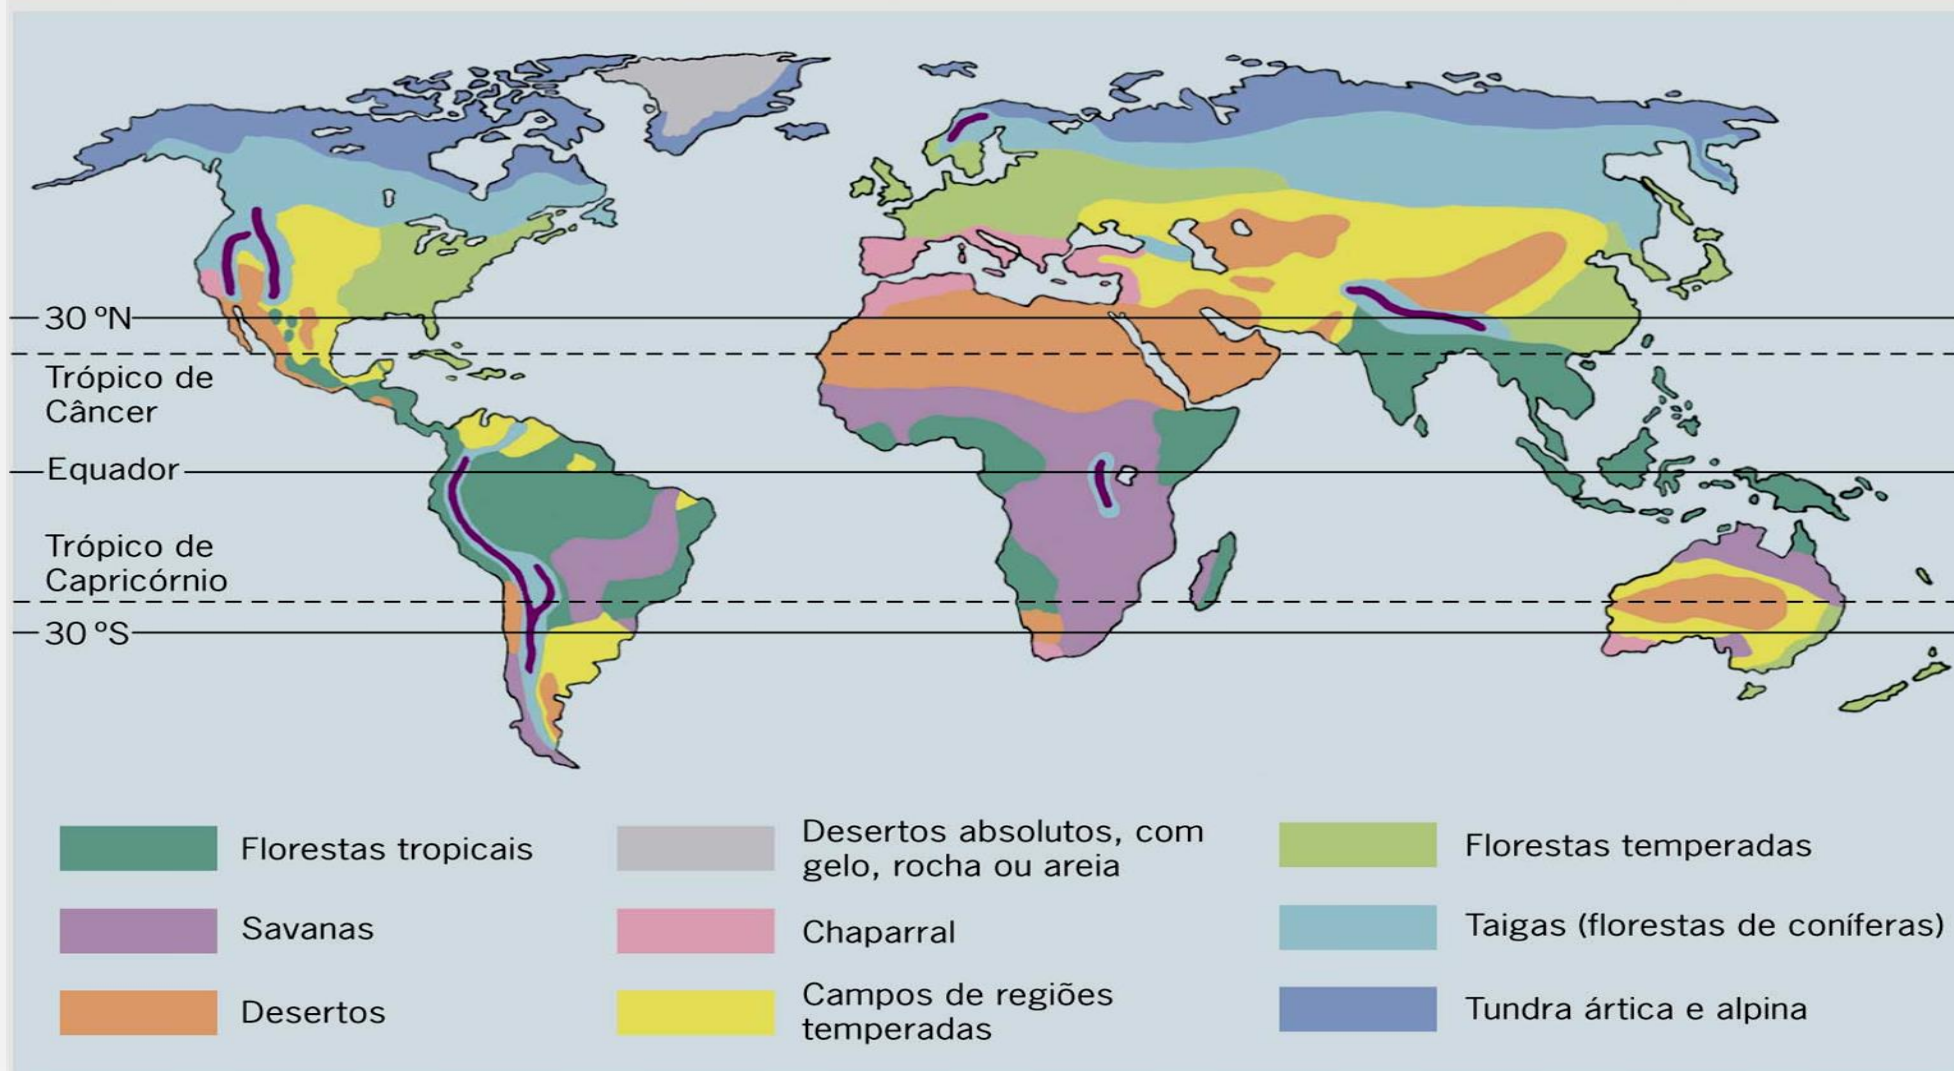 30 ºN
Trópico de
Câncer
Equador
Trópico de
Capricórnio
30 ºS
Florestas tropicais
Savanas
Desertos
Desertos absolutos, com
gelo, rocha ou areia
Chaparral
Campos de regiões
temperadas
Florestas temperadas
Taigas (florestas de coníferas)
Tundra ártica e alpina